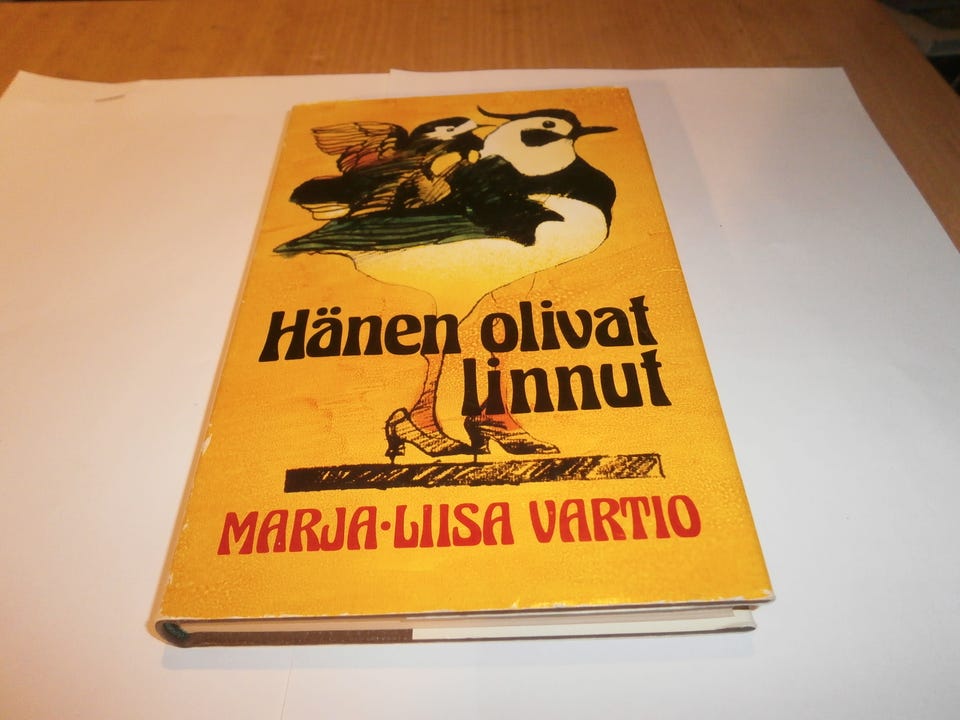 Hänen olivat
linnut
MARJA·LIISA VARTIO